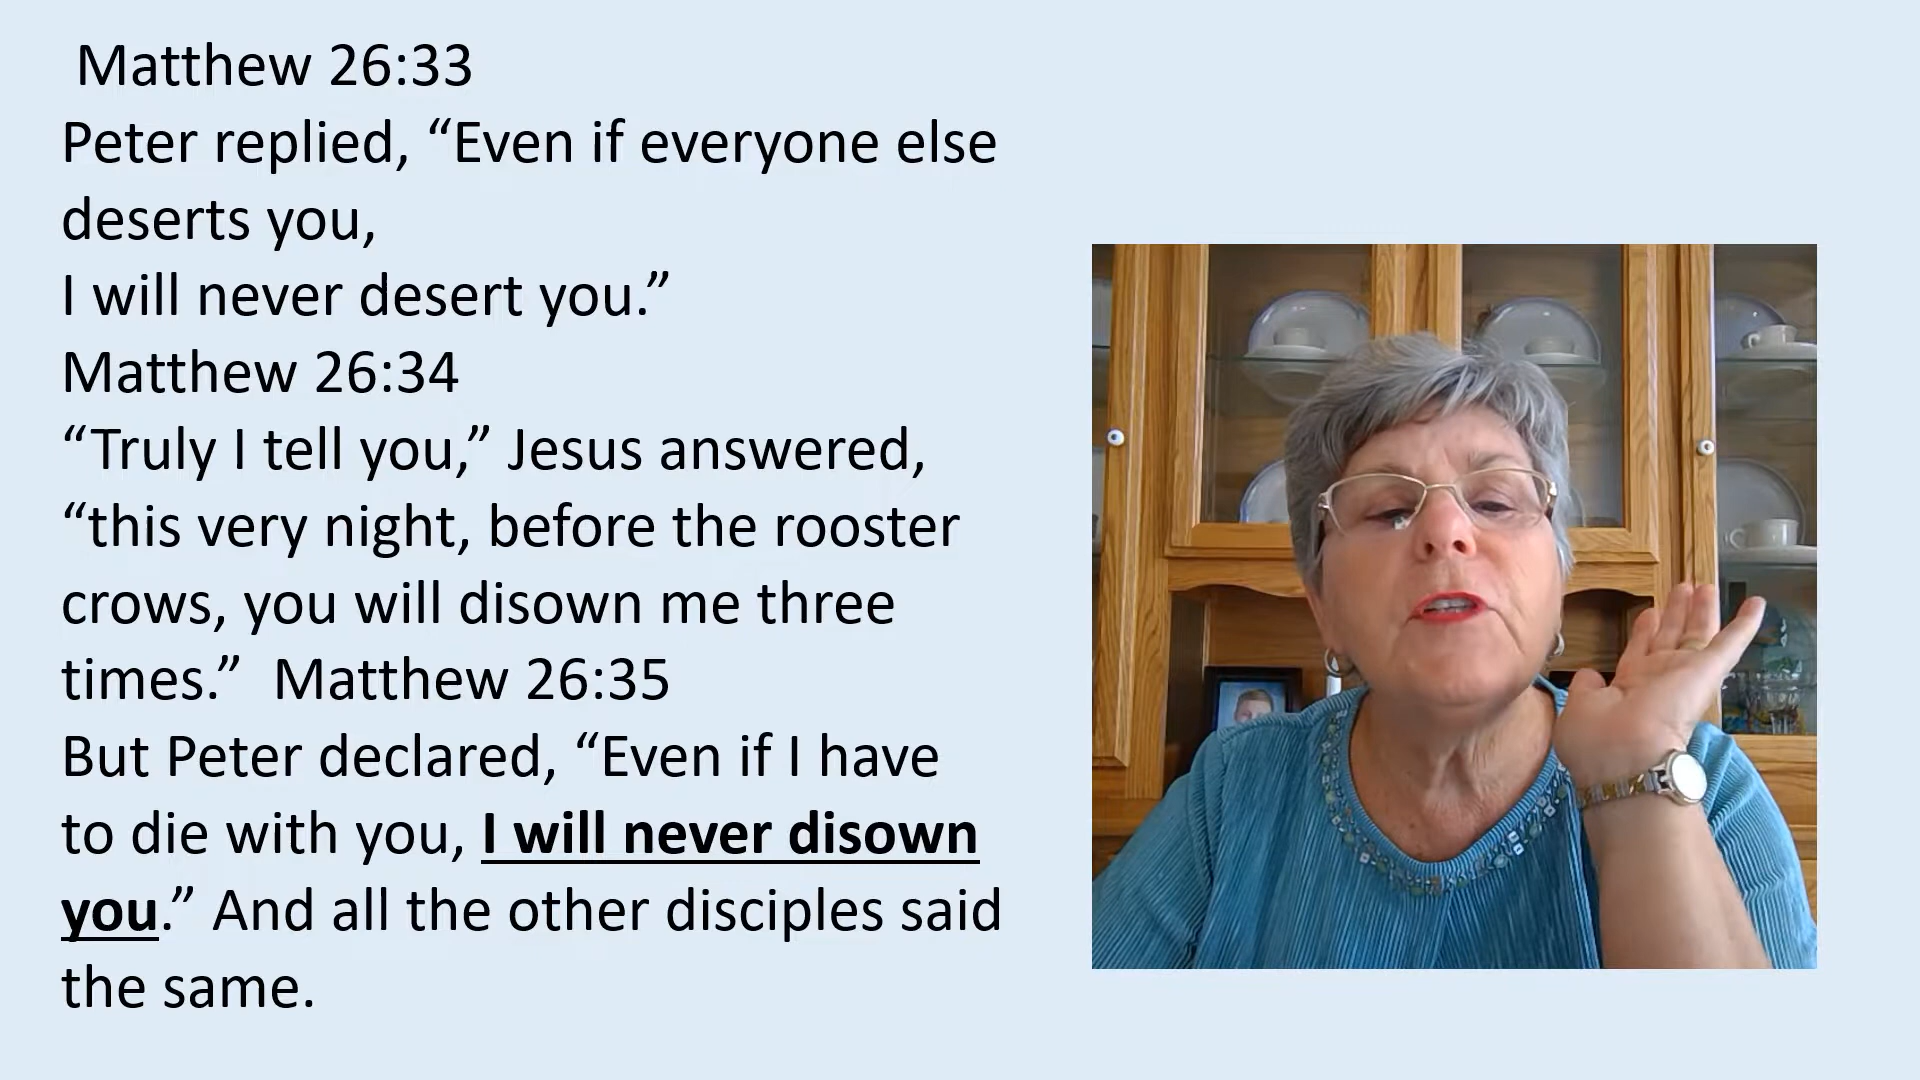 Matthew 26:33
Peter replied, “Even if everyone else
deserts you,
I will never desert you.”
Matthew 26:34
“Truly I tell you,” Jesus answered,
“this very night, before the rooster
crows, you will disown me three
times.”  Matthew 26:35
But Peter declared, “Even if I have
to die with you, I will never disown
you.” And all the other disciples said
the same.